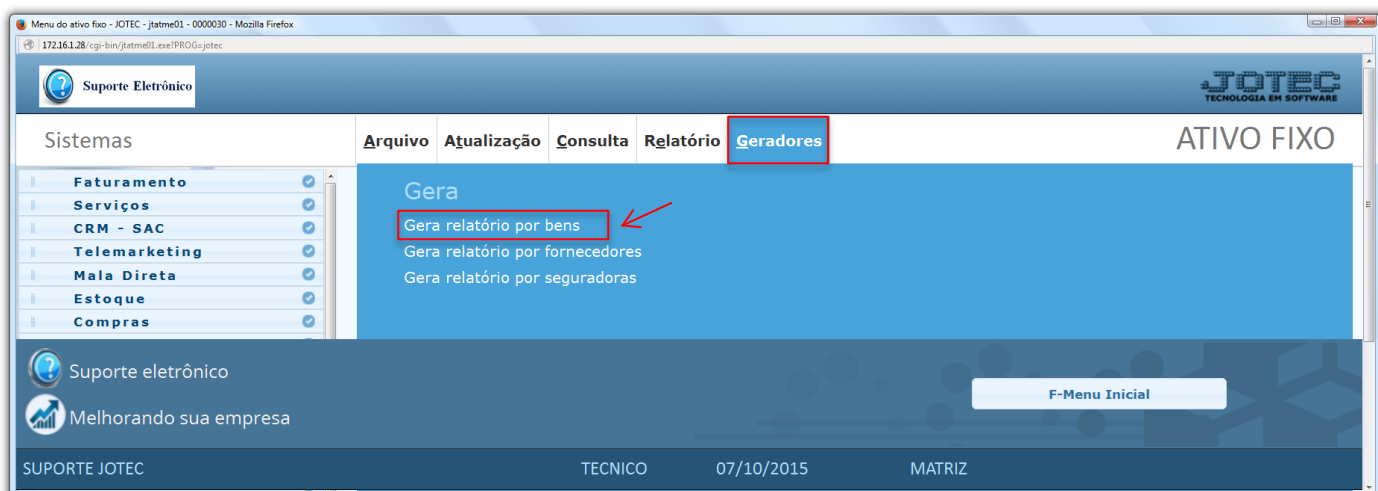 Menu do ativo fixo - JOTEC - jtatme01 - 0000030 - Mozilla Firefox
172.16.1.28/cgi-bin/jtatme01.exe?PROG=jotec
Suporte Eletrônico
JOTEC
TECNOLOGIA EM SOFTWARE
Sistemas
Arquivo Atualização Consulta Relatório Geradores
ATIVO FIXO
Faturamento
Serviços
CRM - SAC
Telemarketing
Mala Direta
Estoque
Compras
Gera
Gera relatório por bens
Gera relatório por fornecedores
Gera relatório por seguradoras
Suporte eletrônico
Melhorando sua empresa
F-Menu Inicial
SUPORTE JOTEC TECNICO 07/10/2015 MATRIZ